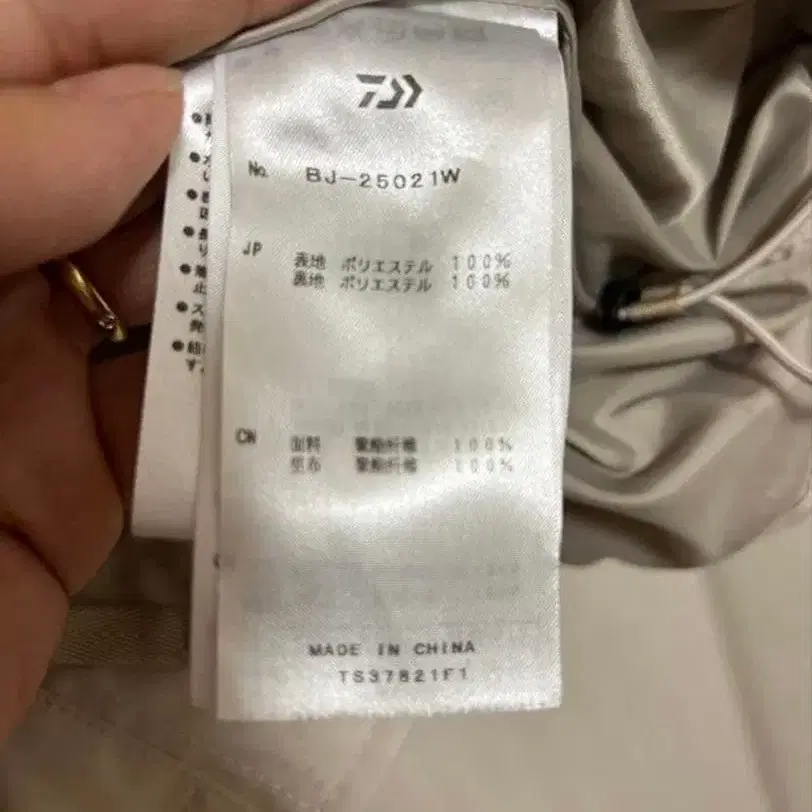 No. BJ-25021W
JP 表地 ポリエステル 100%
裏地 ポリエステル 100%
CN 面料 聚酯纤维 100%
里布 聚酯纤维 100%
MADE IN CHINA
TS37821F1